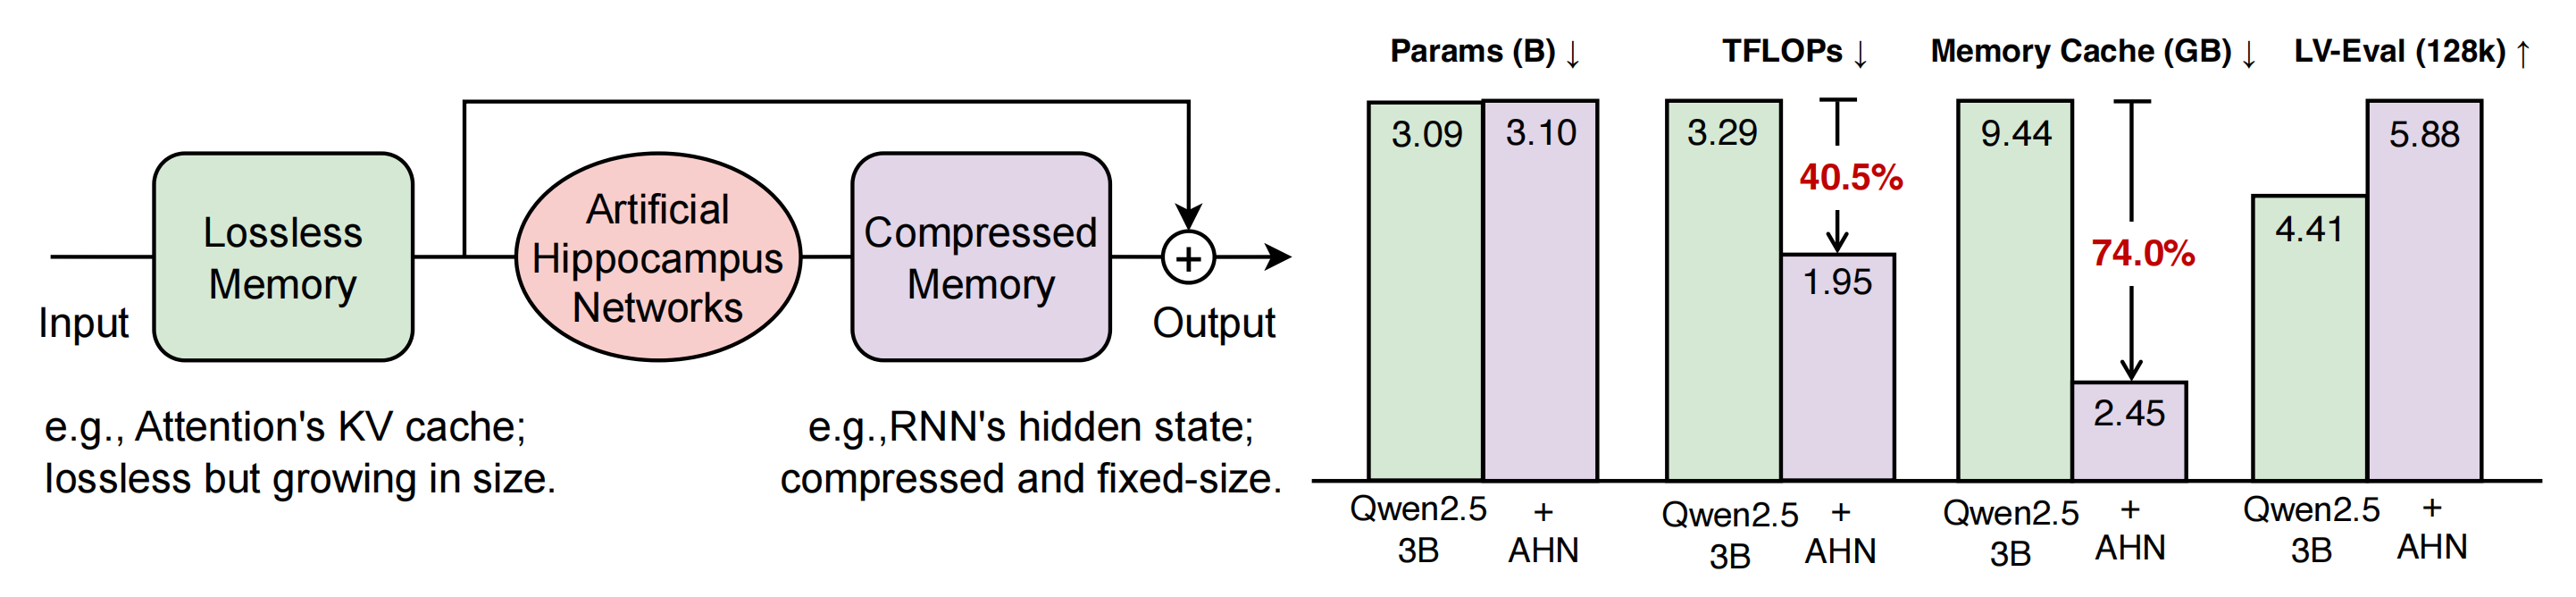 Input
Lossless
Memory
Artificial
Hippocampus
Networks
Compressed
Memory
+
Output
e.g., Attention's KV cache;
lossless but growing in size.
e.g.,RNN's hidden state;
compressed and fixed-size.
Params (B) ↓
3.09
3.10
Qwen2.5
3B
+
AHN
TFLOPs ↓
3.29
40.5%
1.95
Qwen2.5
3B
+
AHN
Memory Cache (GB) ↓
9.44
74.0%
2.45
Qwen2.5
3B
+
AHN
LV-Eval (128k) ↑
4.41
5.88
Qwen2.5
3B
+
AHN